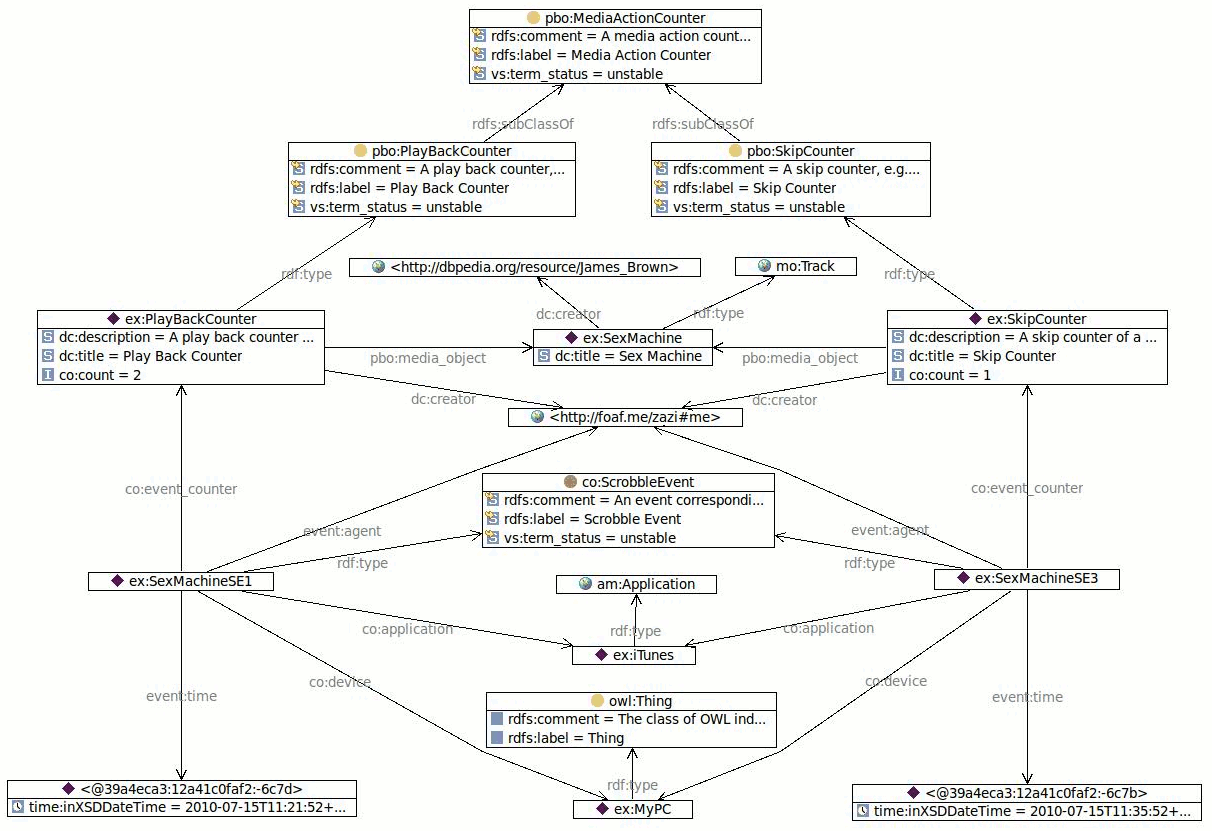 pbo:MediaActionCounter
rdfs:comment = A media action count...
rdfs:label = Media Action Counter
vs:term_status = unstable
rdfs:subClassOf
rdfs:subClassOf
pbo:PlayBackCounter
rdfs:comment = A play back counter,...
rdfs:label = Play Back Counter
vs:term_status = unstable
pbo:SkipCounter
rdfs:comment = A skip counter, e.g....
rdfs:label = Skip Counter
vs:term_status = unstable
rdf:type
<http://dbpedia.org/resource/James_Brown>
mo:Track
rdf:type
dc:creator
rdf:type
ex:PlayBackCounter
dc:description = A play back counter ...
dc:title = Play Back Counter
co:count = 2
ex:SexMachine
dc:title = Sex Machine
ex:SkipCounter
dc:description = A skip counter of a ...
dc:title = Skip Counter
co:count = 1
pbo:media_object
pbo:media_object
dc:creator
dc:creator
<http://foaf.me/zazi#me>
co:event_counter
co:ScrobbleEvent
rdfs:comment = An event correspondi...
rdfs:label = Scrobble Event
vs:term_status = unstable
co:event_counter
event:agent
event:agent
rdf:type
rdf:type
ex:SexMachineSE1
am:Application
ex:SexMachineSE3
co:application
rdf:type
co:application
ex:iTunes
co:device
co:device
event:time
owl:Thing
rdfs:comment = The class of OWL ind...
rdfs:label = Thing
event:time
rdf:type
<@39a4eca3:12a41c0faf2:-6c7d>
time:inXSDDateTime = 2010-07-15T11:21:52+...
ex:MyPC
<@39a4eca3:12a41c0faf2:-6c7b>
time:inXSDDateTime = 2010-07-15T11:35:52+...